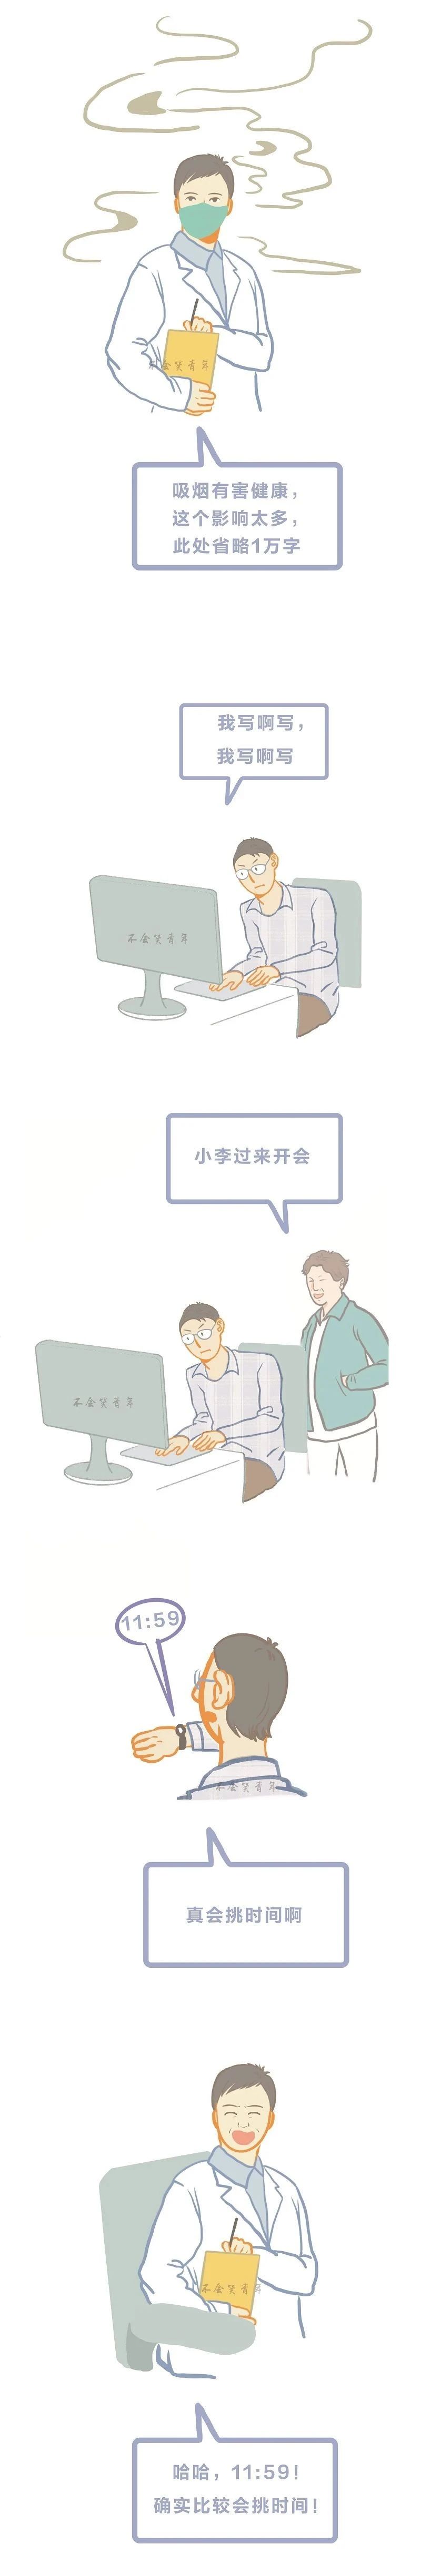 不会笑青年
吸烟有害健康，
这个影响太多，
此处省略1万字
我写啊写，
我写啊写
不会笑青年
小李过来开会
不会笑青年
11:59
不会笑青年
真会挑时间啊
不会笑青年
哈哈，11:59！
确实比较会挑时间！